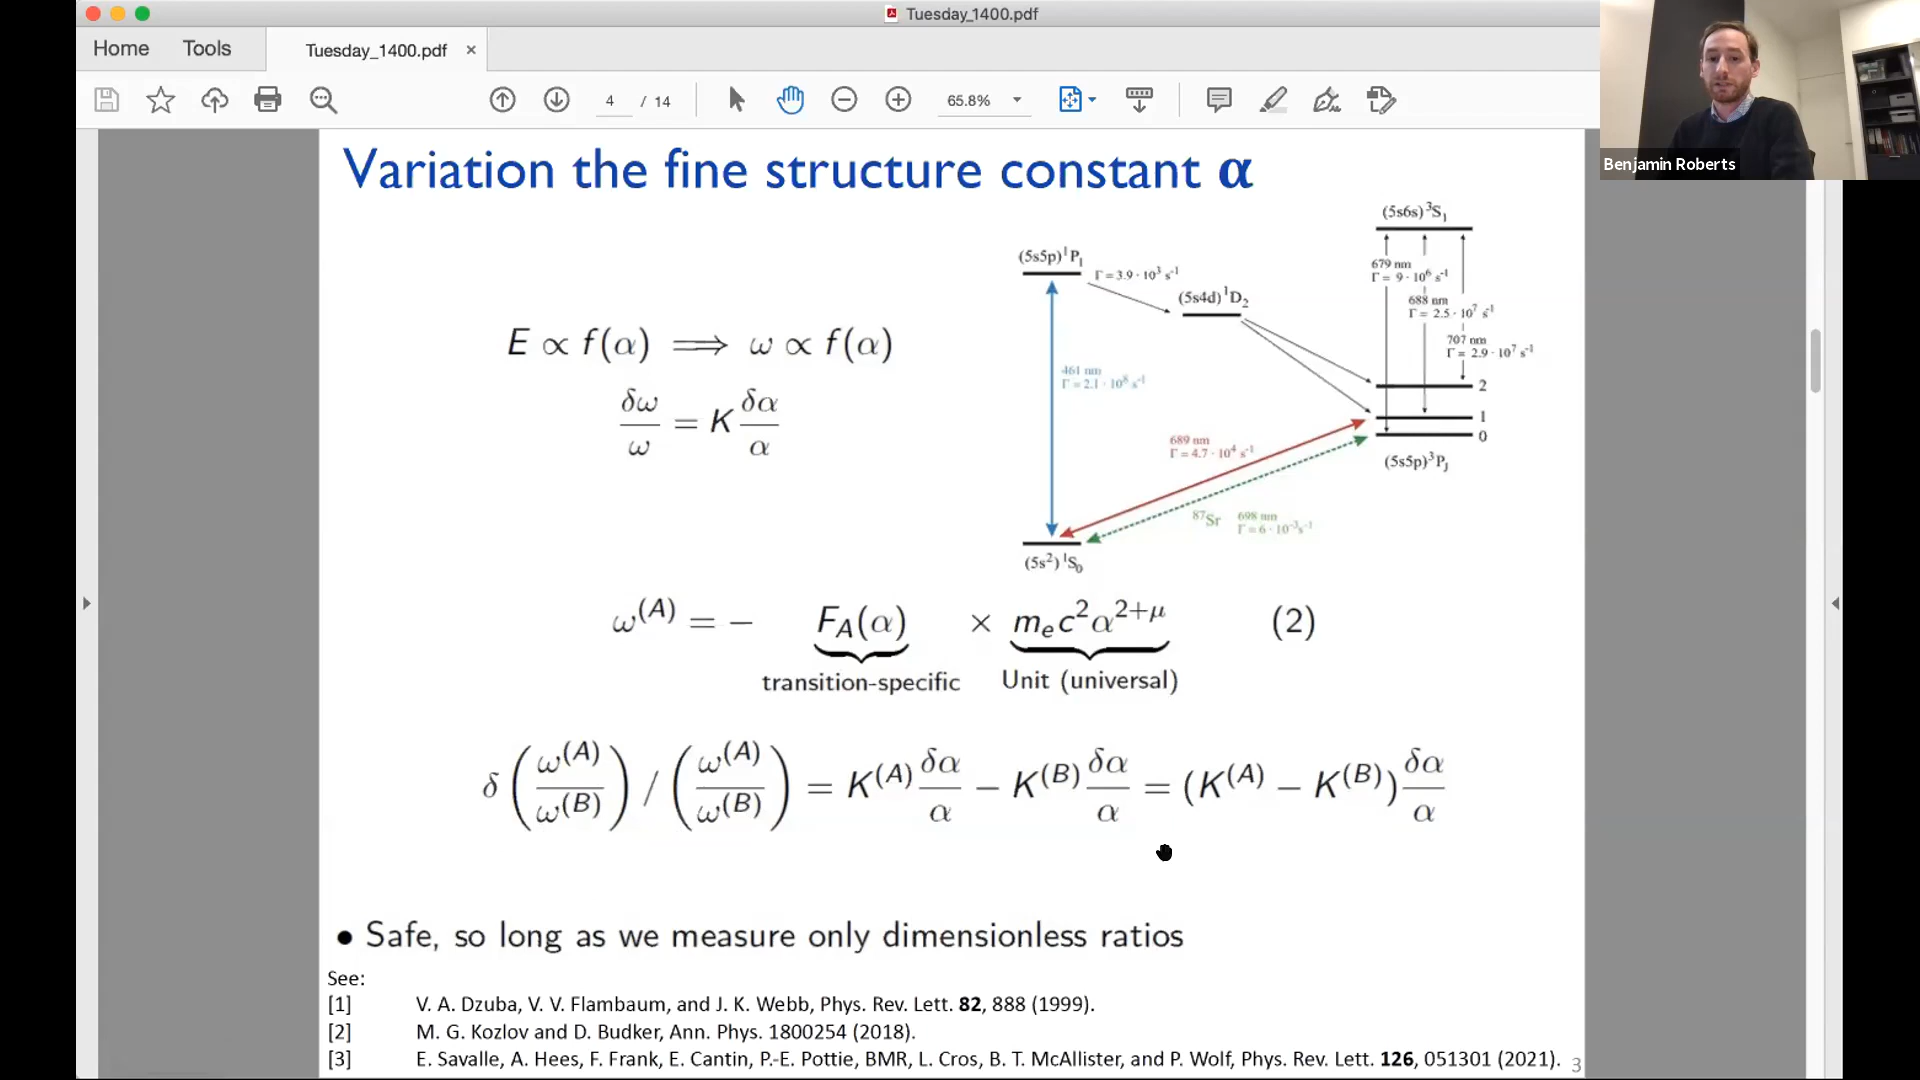 Tuesday_1400.pdf
Home Tools Tuesday_1400.pdf ×
4 / 14 65.8%
Benjamin Roberts
Variation the fine structure constant α
E ∝ f(α) ⟹ ω ∝ f(α)
δω/ω = K δα/α
(5s5p)¹P₁
Γ = 3.9 · 10³ s⁻¹
(5s4d)¹D₂
(5s6s)³S₁
679 nm
Γ = 9 · 10⁶ s⁻¹
688 nm
Γ = 2.5 · 10⁷ s⁻¹
707 nm
Γ = 2.9 · 10⁷ s⁻¹
2
1
0
(5s5p)³P_J
461 nm
Γ = 2.1 · 10⁸ s⁻¹
689 nm
Γ = 4.7 · 10⁴ s⁻¹
⁸⁷Sr 698 nm
Γ = 6 · 10⁻³ s⁻¹
(5s²)¹S₀
ω^(A) = − F_A(α) × m_e c² α^(2+μ) (2)
transition-specific Unit (universal)
δ(ω^(A)/ω^(B)) / (ω^(A)/ω^(B)) = K^(A) δα/α − K^(B) δα/α = (K^(A) − K^(B)) δα/α
• Safe, so long as we measure only dimensionless ratios
See:
[1] V. A. Dzuba, V. V. Flambaum, and J. K. Webb, Phys. Rev. Lett. 82, 888 (1999).
[2] M. G. Kozlov and D. Budker, Ann. Phys. 1800254 (2018).
[3] E. Savalle, A. Hees, F. Frank, E. Cantin, P.-E. Pottie, BMR, L. Cros, B. T. McAllister, and P. Wolf, Phys. Rev. Lett. 126, 051301 (2021).
3